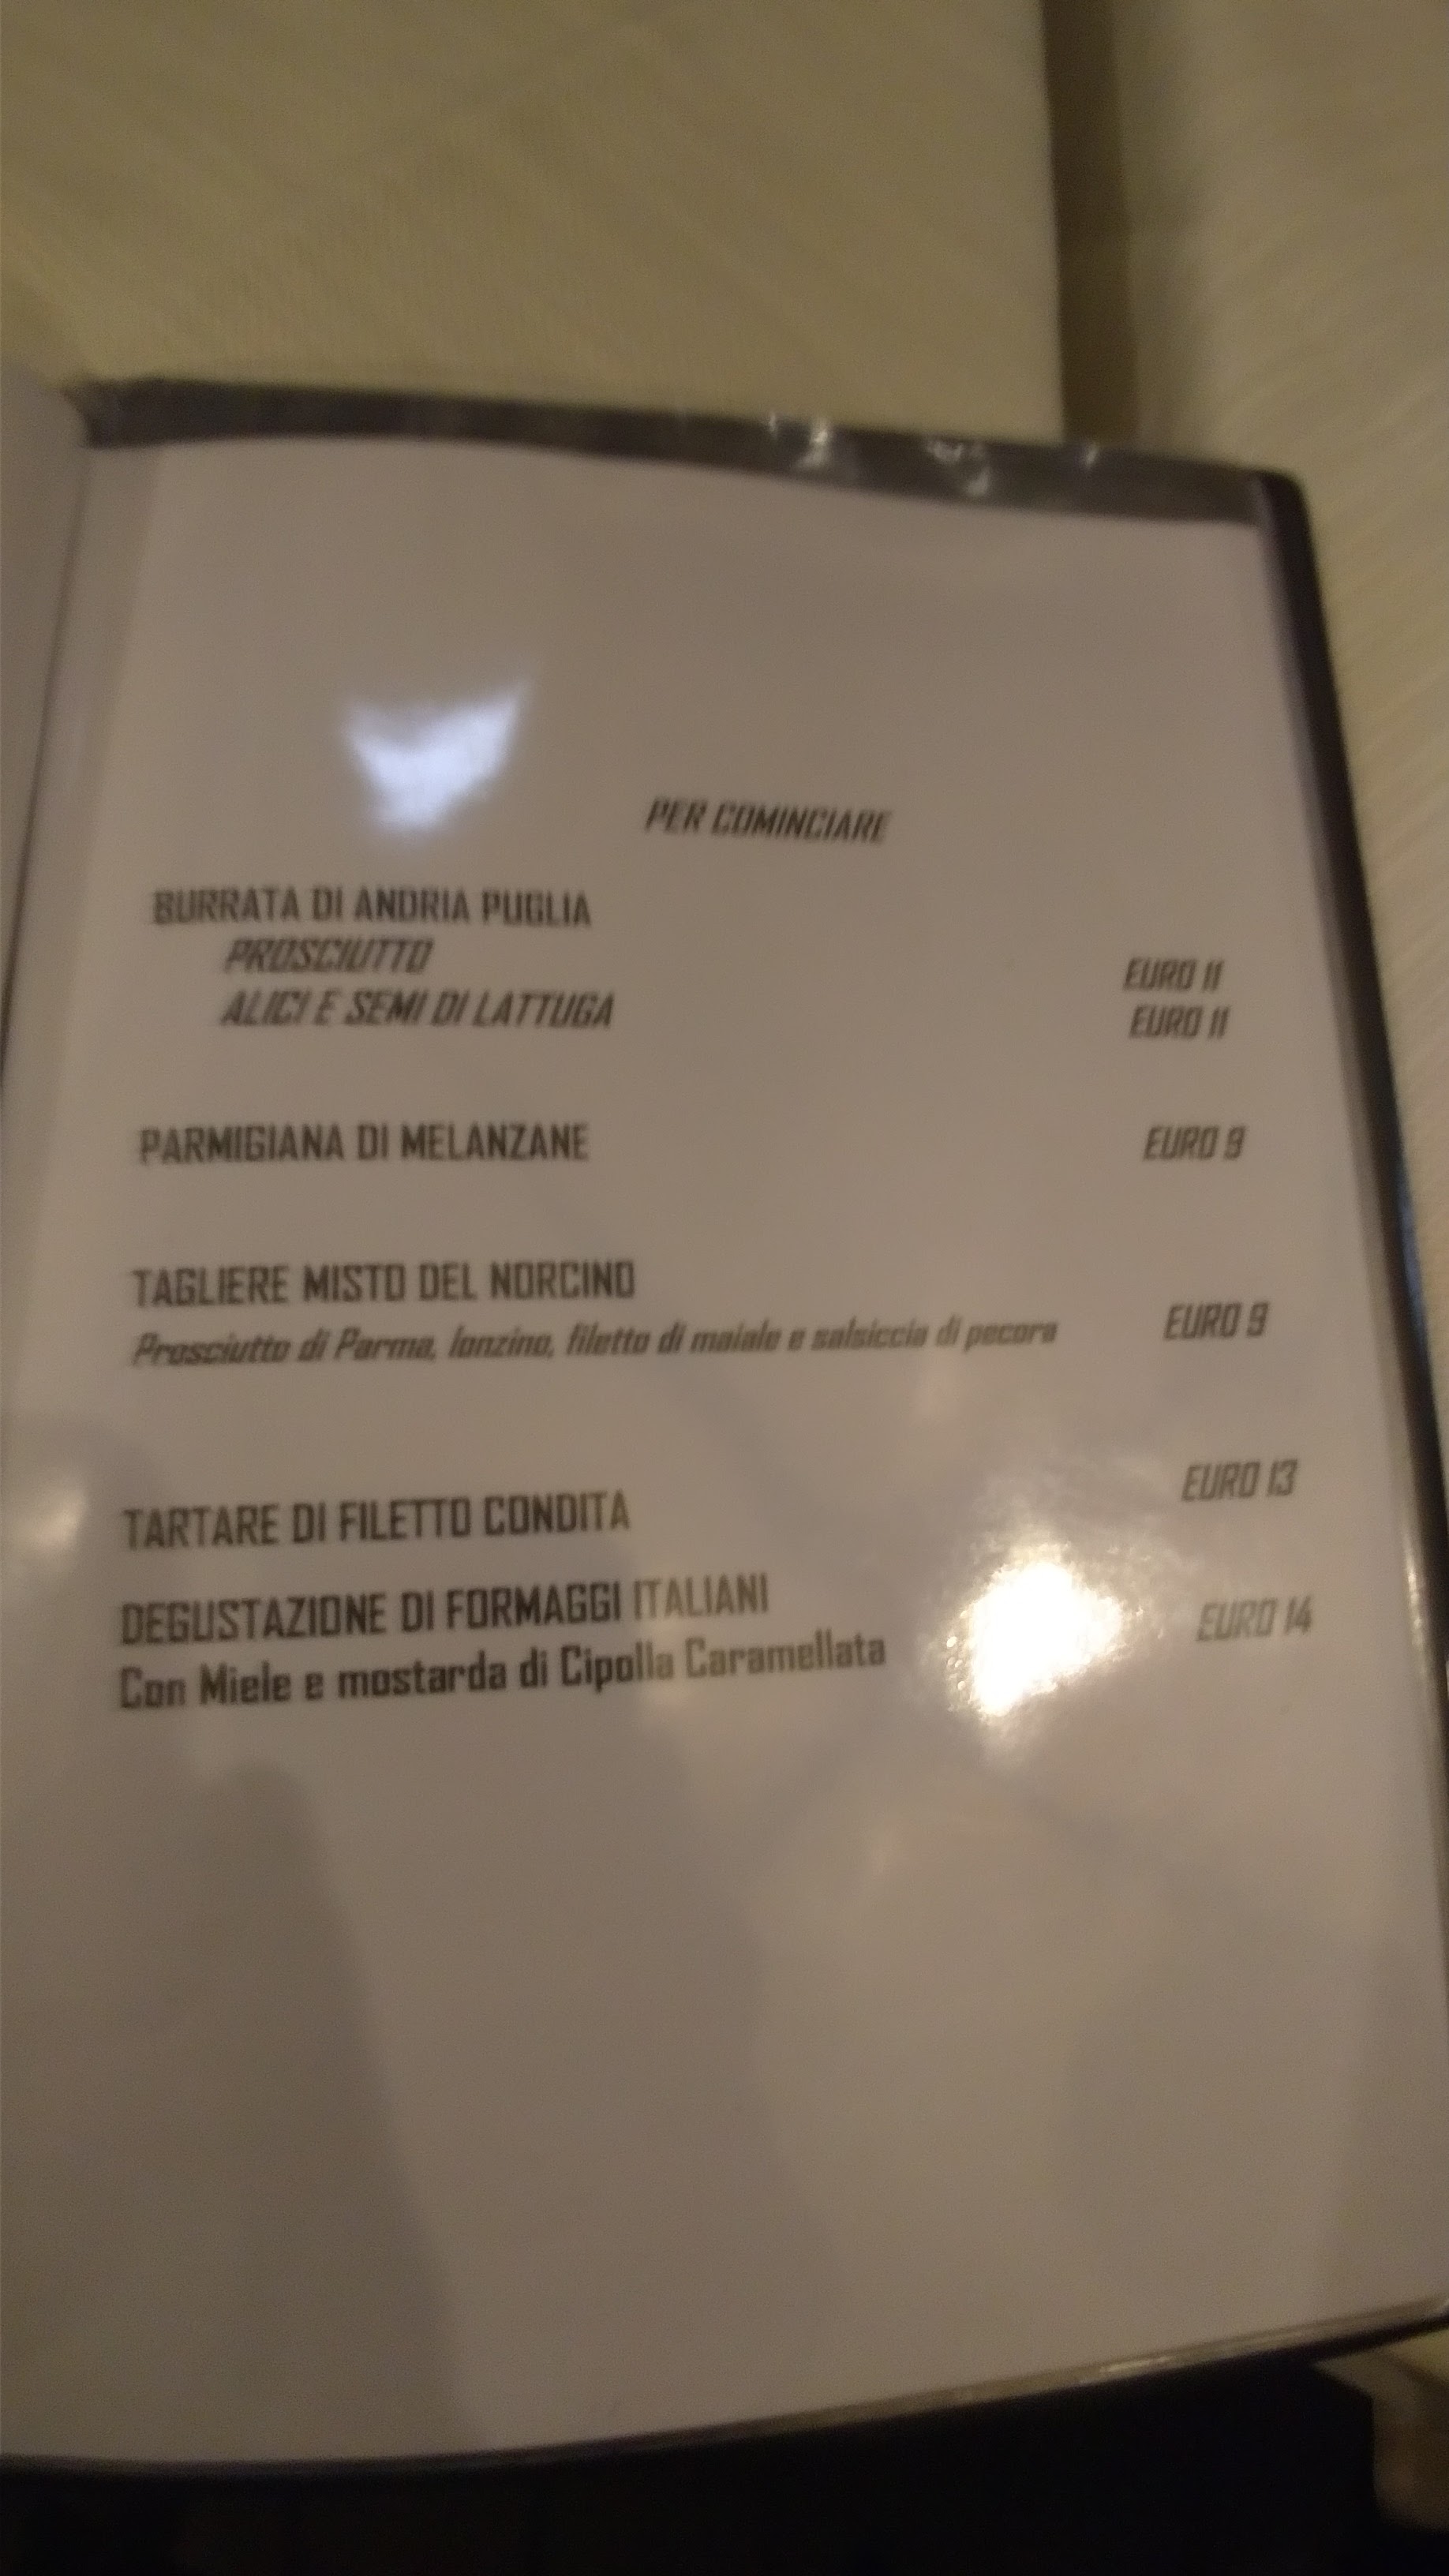 PER COMINCIARE
BURRATA DI ANDRIA PUGLIA
PROSCIUTTO EURO 11
ALICI E SEMI DI LATTUGA EURO 11
PARMIGIANA DI MELANZANE EURO 9
TAGLIERE MISTO DEL NORCINO
Prosciutto di Parma, lonzino, filetto di maiale e salsiccia di pecora EURO 9
TARTARE DI FILETTO CONDITA EURO 13
DEGUSTAZIONE DI FORMAGGI ITALIANI EURO 14
Con Miele e mostarda di Cipolla Caramellata